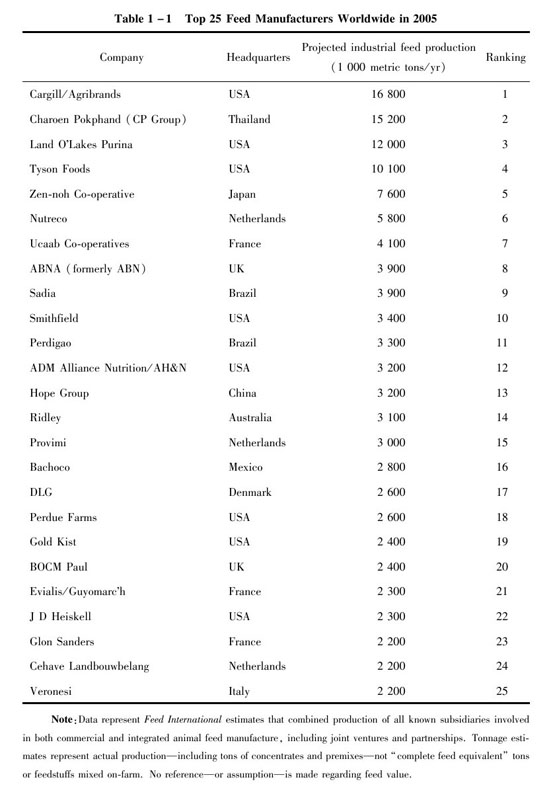 Table 1-1 Top 25 Feed Manufacturers Worldwide in 2005
Company Headquarters Projected industrial feed production (1 000 metric tons/yr) Ranking
Cargill/Agribrands USA 16 800 1
Charoen Pokphand (CP Group) Thailand 15 200 2
Land O'Lakes Purina USA 12 000 3
Tyson Foods USA 10 100 4
Zen-noh Co-operative Japan 7 600 5
Nutreco Netherlands 5 800 6
Ucaab Co-operatives France 4 100 7
ABNA (formerly ABN) UK 3 900 8
Sadia Brazil 3 900 9
Smithfield USA 3 400 10
Perdigao Brazil 3 300 11
ADM Alliance Nutrition/AH&N USA 3 200 12
Hope Group China 3 200 13
Ridley Australia 3 100 14
Provimi Netherlands 3 000 15
Bachoco Mexico 2 800 16
DLG Denmark 2 600 17
Perdue Farms USA 2 600 18
Gold Kist USA 2 400 19
BOCM Paul UK 2 400 20
Evialis/Guyomarc'h France 2 300 21
J D Heiskell USA 2 300 22
Glon Sanders France 2 200 23
Cehave Landbouwbelang Netherlands 2 200 24
Veronesi Italy 2 200 25
Note:Data represent Feed International estimates that combined production of all known subsidiaries involved
in both commercial and integrated animal feed manufacture, including joint ventures and partnerships. Tonnage esti-
mates represent actual production—including tons of concentrates and premixes—not "complete feed equivalent" tons
or feedstuffs mixed on-farm. No reference—or assumption—is made regarding feed value.